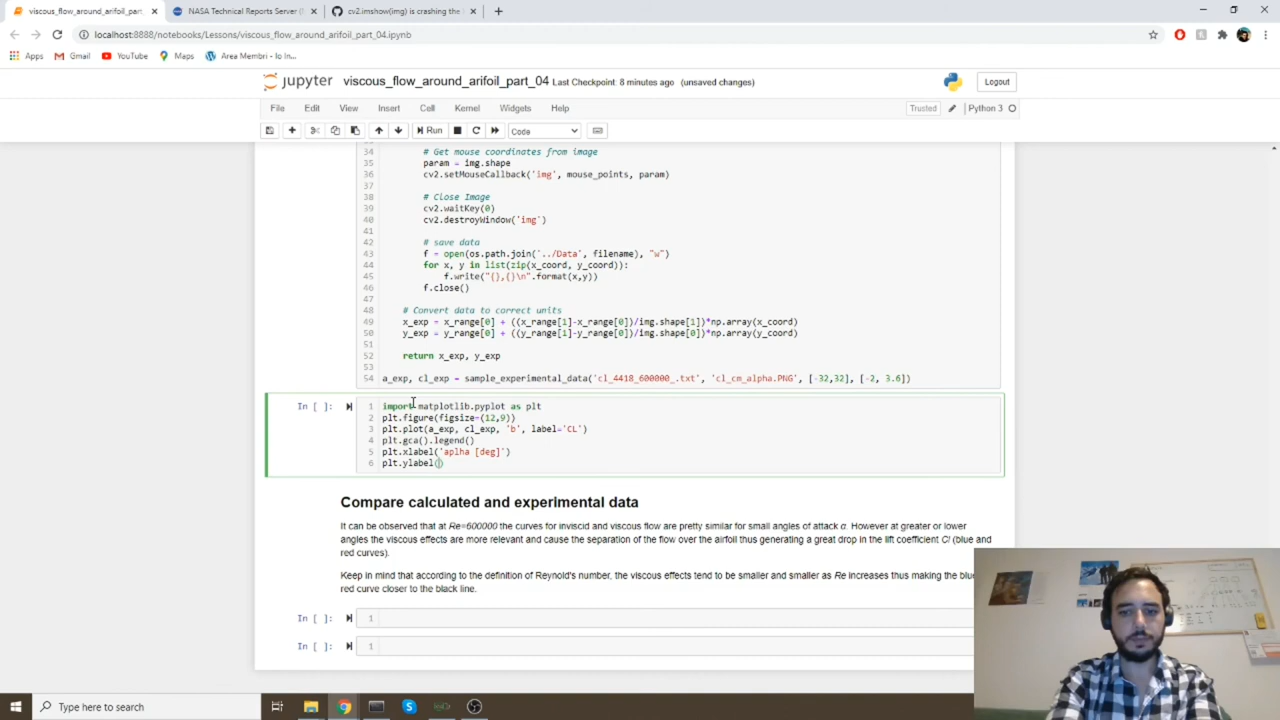 viscous_flow_around_arifoil_part.
NASA Technical Reports Server (
cv2.imshow(img) is crashing the
localhost:8888/notebooks/Lessons/viscous_flow_around_arifoil_part_04.ipynb
Apps Gmail YouTube Maps Area Membri - Io In...
jupyter viscous_flow_around_arifoil_part_04 Last Checkpoint: 8 minutes ago (unsaved changes) Logout
File Edit View Insert Cell Kernel Widgets Help Trusted Python 3
Run Code
34 # Get mouse coordinates from image
35 param = img.shape
36 cv2.setMouseCallback('img', mouse_points, param)
37
38 # Close Image
39 cv2.waitKey(0)
40 cv2.destroyWindow('img')
41
42 # save data
43 f = open(os.path.join('../Data', filename), "w")
44 for x, y in list(zip(x_coord, y_coord)):
45 f.write("{},{}\n".format(x,y))
46 f.close()
47
48 # Convert data to correct units
49 x_exp = x_range[0] + ((x_range[1]-x_range[0])/img.shape[1])*np.array(x_coord)
50 y_exp = y_range[0] + ((y_range[1]-y_range[0])/img.shape[0])*np.array(y_coord)
51
52 return x_exp, y_exp
53
54 a_exp, cl_exp = sample_experimental_data('cl_4418_600000_.txt', 'cl_cm_alpha.PNG', [-32,32], [-2, 3.6])
In [ ]: 1 import matplotlib.pyplot as plt
2 plt.figure(figsize=(12,9))
3 plt.plot(a_exp, cl_exp, 'b', label='CL')
4 plt.gca().legend()
5 plt.xlabel('aplha [deg]')
6 plt.ylabel()
Compare calculated and experimental data
It can be observed that at Re=600000 the curves for inviscid and viscous flow are pretty similar for small angles of attack α. However at greater or lower
angles the viscous effects are more relevant and cause the separation of the flow over the airfoil thus generating a great drop in the lift coefficient Cl (blue and
red curves).
Keep in mind that according to the definition of Reynold's number, the viscous effects tend to be smaller and smaller as Re increases thus making the blue
red curve closer to the black line.
In [ ]: 1
In [ ]: 1
Type here to search